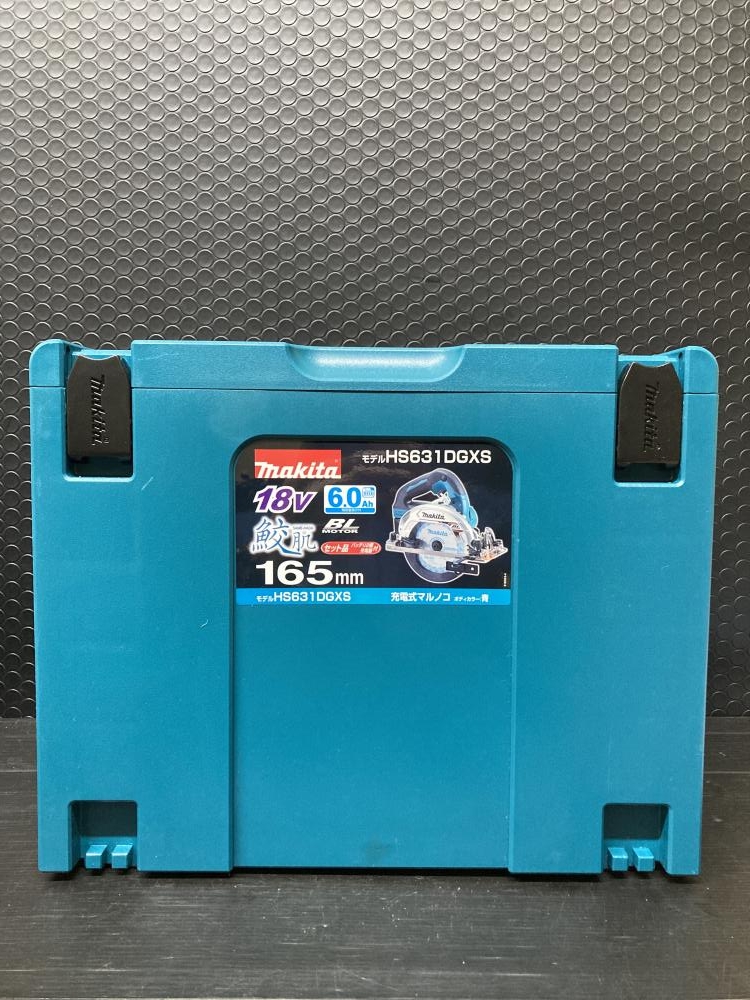 makita
makita
makita
モデルHS631DGXS
18V
6.0Ah
鮫肌
BL MOTOR
makita
セット品
165mm
モデルHS631DGXS
充電式マルノコ ボディカラー:青